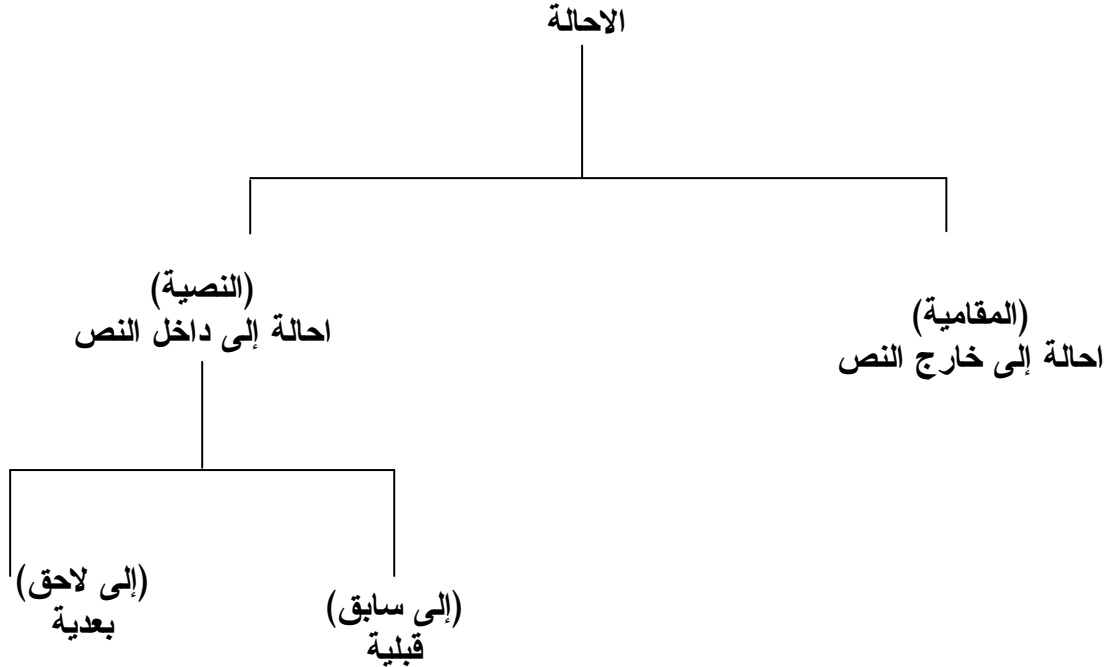 الاحالة
(المقامية)
احالة إلى خارج النص
(النصية)
احالة إلى داخل النص
(إلى سابق)
قبلية
(إلى لاحق)
بعدية